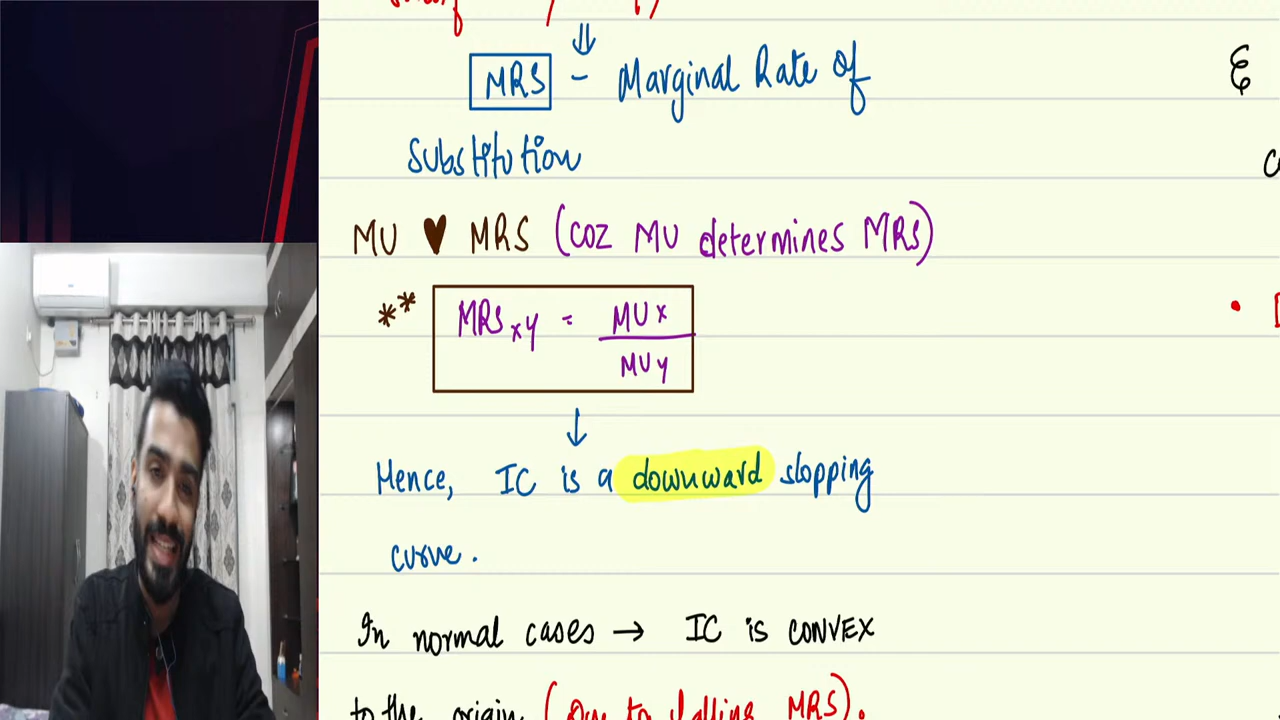 MRS - Marginal Rate of
Substitution
MU ♥ MRS (coz MU determines MRS)
** MRSxy = MUx
MUy
Hence, IC is a downward slopping
curve.
In normal cases → IC is CONVEX
to the origin (Due to falling MRS).